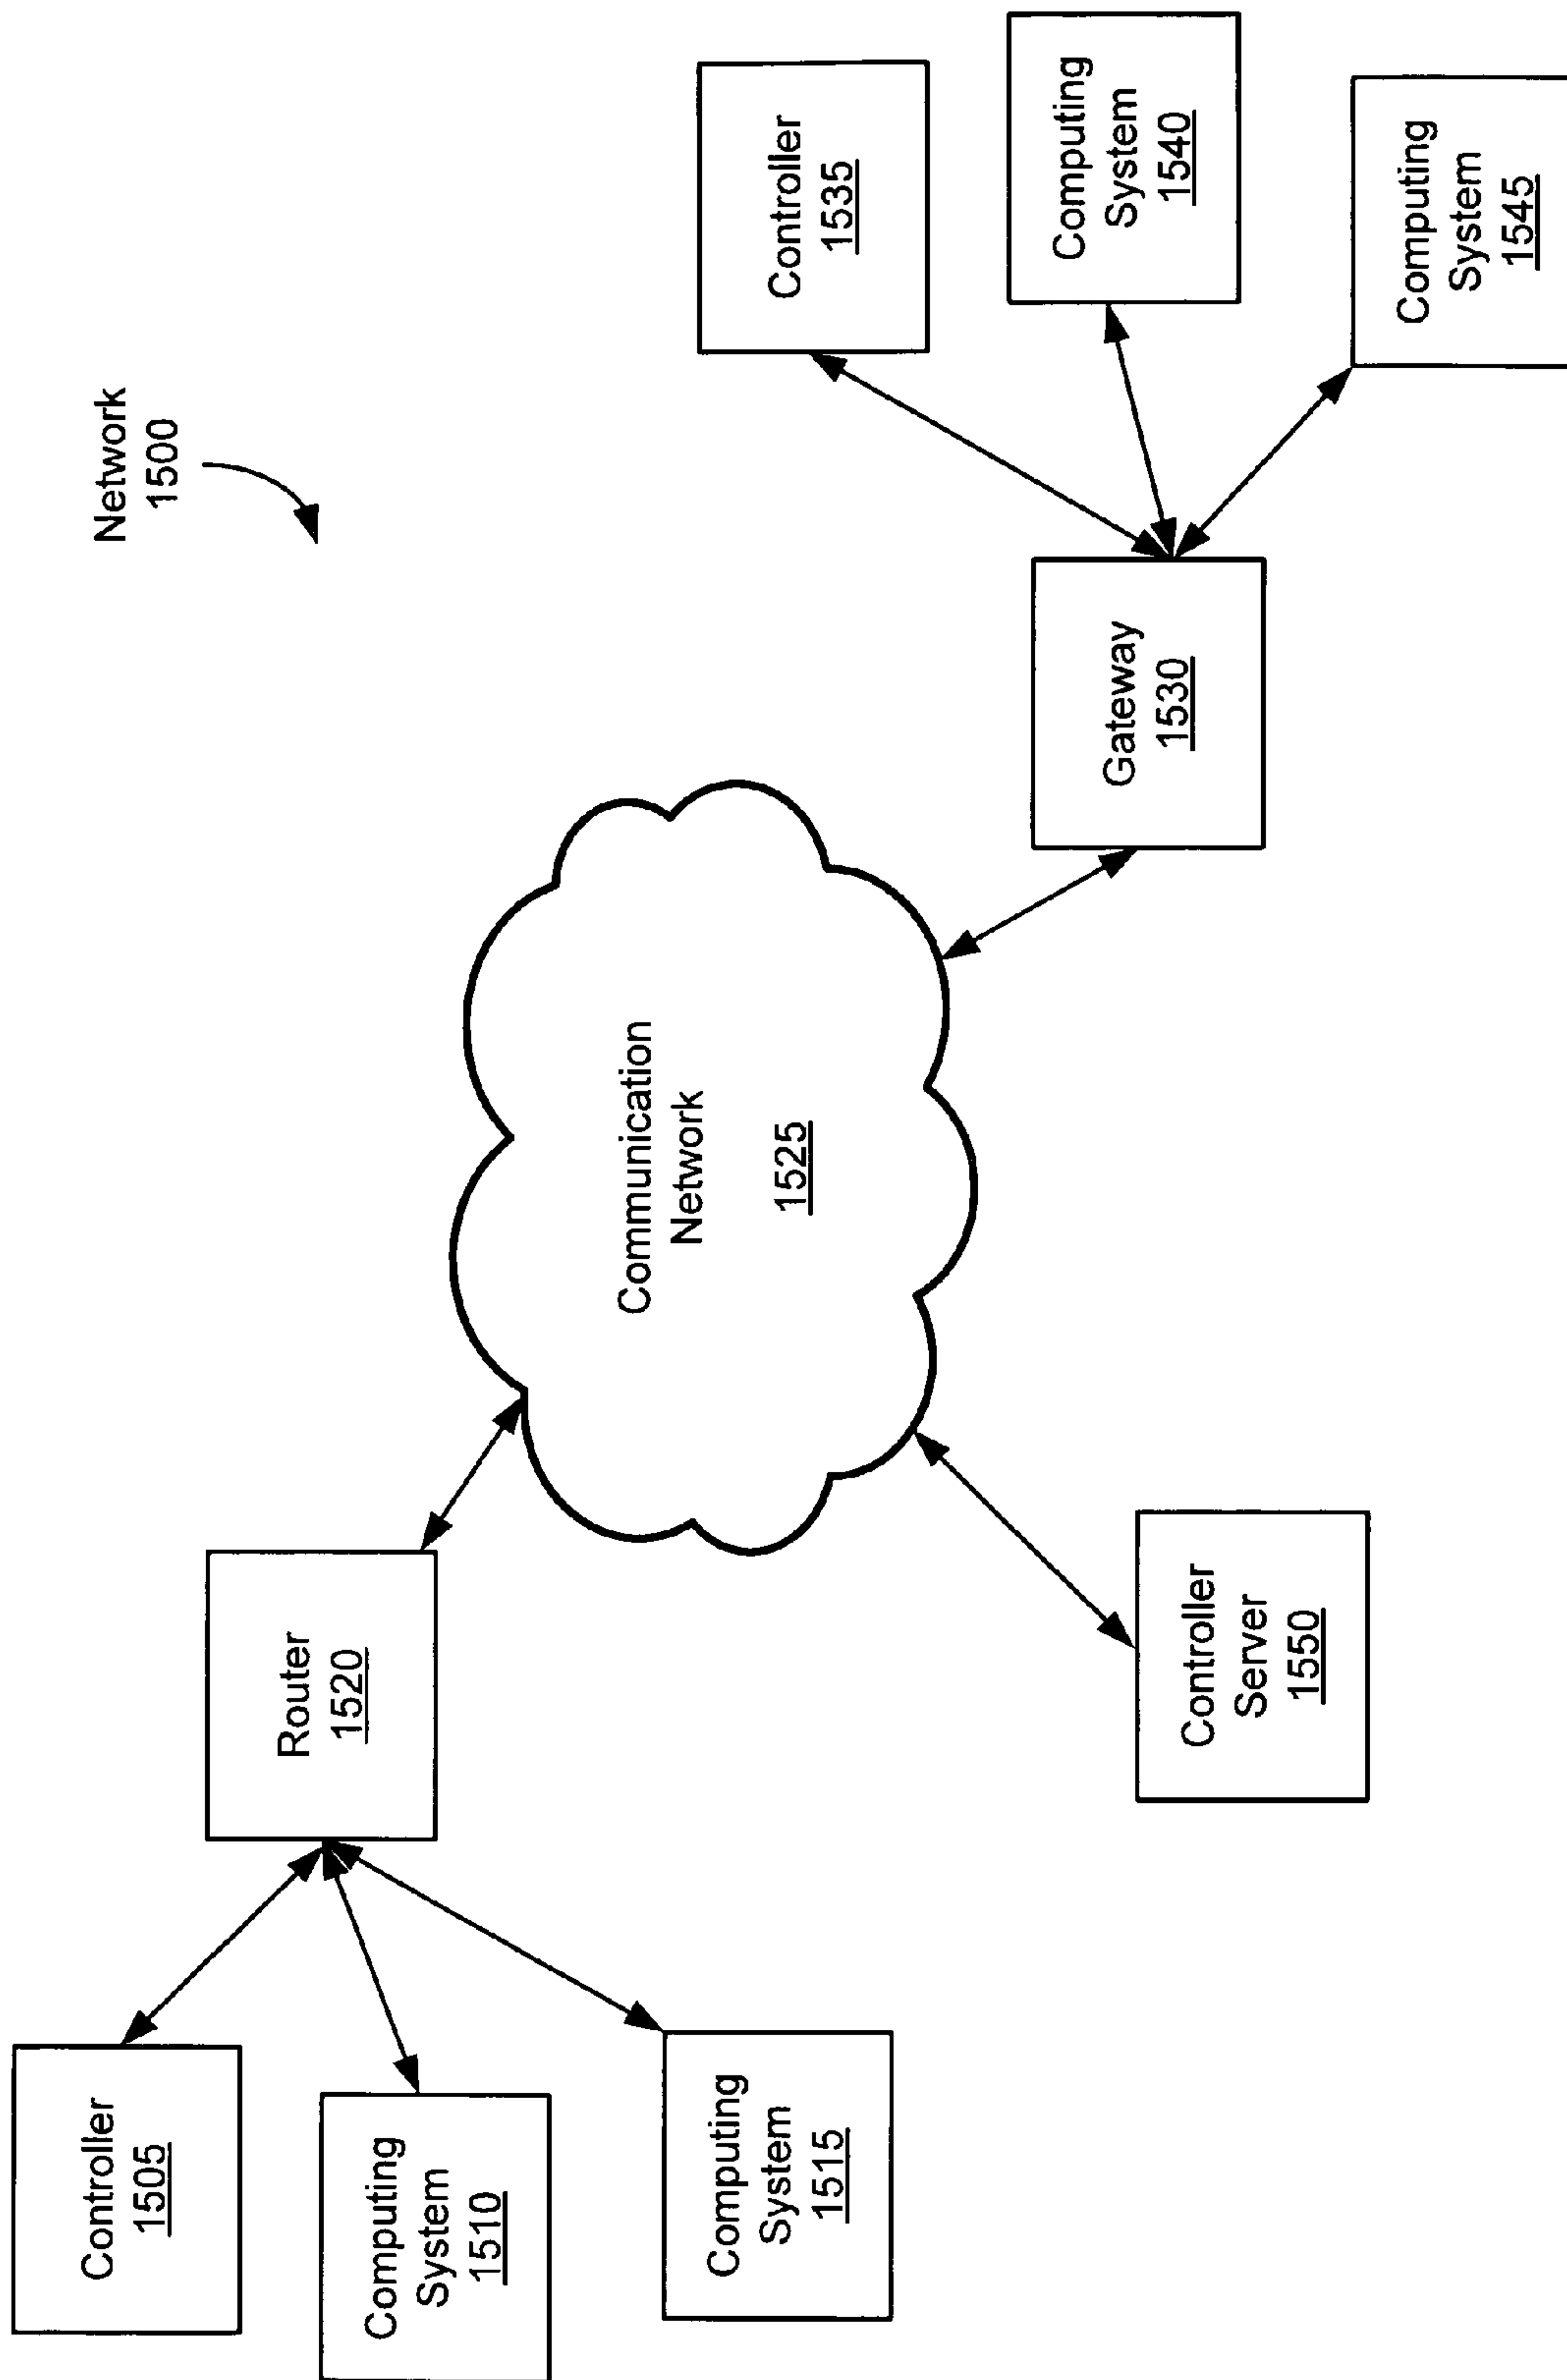 Network
1500
Controller
1505
Computing
System
1510
Computing
System
1515
Router
1520
Communication
Network
1525
Gateway
1530
Controller
1535
Computing
System
1540
Computing
System
1545
Controller
Server
1550